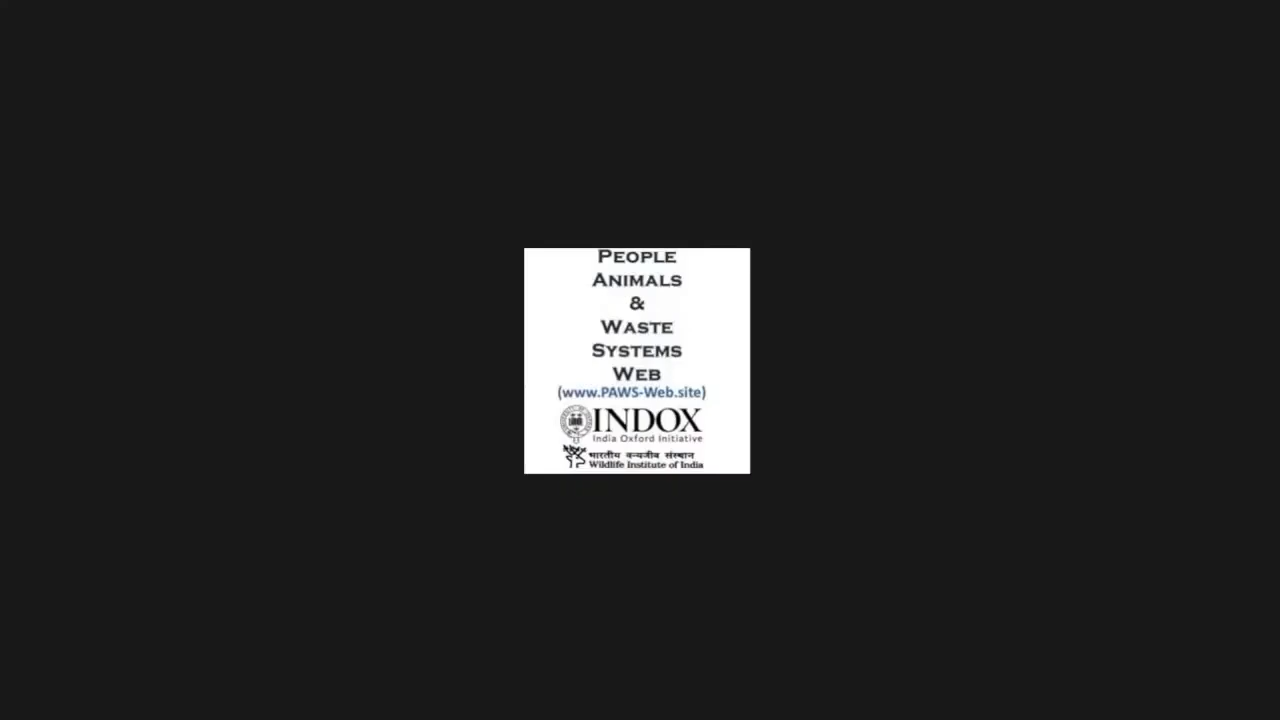 PEOPLE
ANIMALS
&
WASTE
SYSTEMS
WEB
(www.PAWS-Web.site)
INDOX
India Oxford Initiative
भारतीय वन्यजीव संस्थान
Wildlife Institute of India